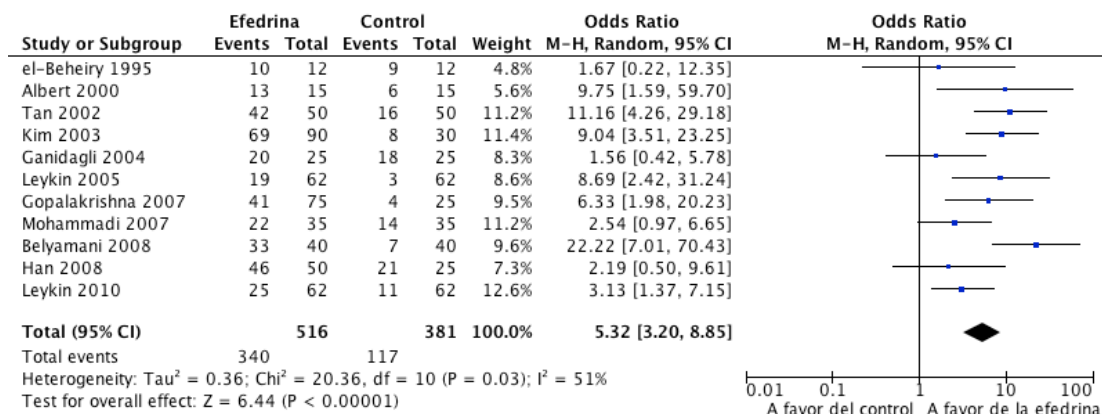 Efedrina Control Odds Ratio Odds Ratio
Study or Subgroup Events Total Events Total Weight M-H, Random, 95% CI M-H, Random, 95% CI
el-Beheiry 1995 10 12 9 12 4.8% 1.67 [0.22, 12.35]
Albert 2000 13 15 6 15 5.6% 9.75 [1.59, 59.70]
Tan 2002 42 50 16 50 11.2% 11.16 [4.26, 29.18]
Kim 2003 69 90 8 30 11.4% 9.04 [3.51, 23.25]
Ganidagli 2004 20 25 18 25 8.3% 1.56 [0.42, 5.78]
Leykin 2005 19 62 3 62 8.6% 8.69 [2.42, 31.24]
Gopalakrishna 2007 41 75 4 25 9.5% 6.33 [1.98, 20.23]
Mohammadi 2007 22 35 14 35 11.2% 2.54 [0.97, 6.65]
Belyamani 2008 33 40 7 40 9.6% 22.22 [7.01, 70.43]
Han 2008 46 50 21 25 7.3% 2.19 [0.50, 9.61]
Leykin 2010 25 62 11 62 12.6% 3.13 [1.37, 7.15]
Total (95% CI) 516 381 100.0% 5.32 [3.20, 8.85]
Total events 340 117
Heterogeneity: Tau² = 0.36; Chi² = 20.36, df = 10 (P = 0.03); I² = 51%
Test for overall effect: Z = 6.44 (P < 0.00001)
0.01 0.1 1 10 100
A favor del control A favor de la efedrina